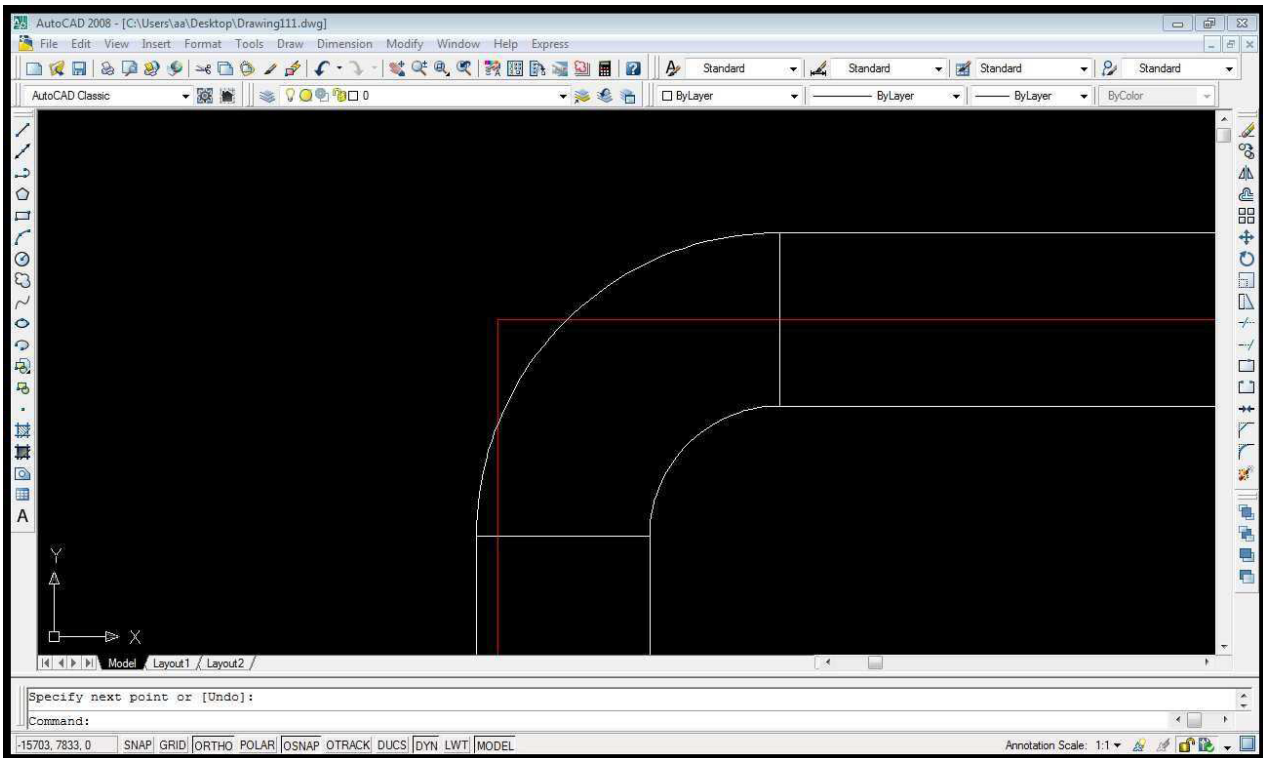 AutoCAD 2008 - [C:\Users\aa\Desktop\Drawing111.dwg]
File Edit View Insert Format Tools Draw Dimension Modify Window Help Express
Standard Standard Standard Standard
AutoCAD Classic 0 ByLayer ByLayer ByLayer ByColor
A
Y
X
Model Layout1 Layout2
Specify next point or [Undo]:
Command:
-15703, 7833, 0 SNAP GRID ORTHO POLAR OSNAP OTRACK DUCS DYN LWT MODEL Annotation Scale: 1:1